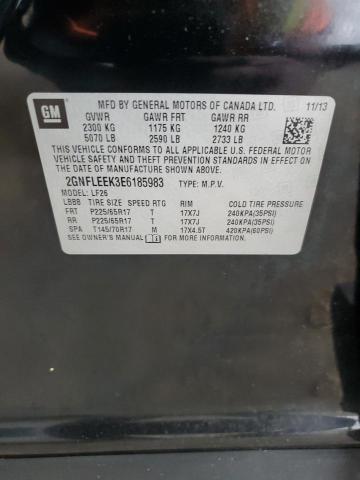 GM
MFD BY GENERAL MOTORS OF CANADA LTD. 11/13
GVWR GAWR FRT GAWR RR
2300 KG 1175 KG 1240 KG
5070 LB 2590 LB 2733 LB
THIS VEHICLE CONFORMS TO ALL APPLICABLE U.S. FEDERAL MOTOR
VEHICLE SAFETY AND THEFT PREVENTION STANDARDS IN EFFECT ON
THE DATE OF MANUFACTURE SHOWN ABOVE.
2GNFLEEK3E6185983 TYPE: M.P.V.
LBBB LF26
TIRE SIZE SPEED RTG RIM COLD TIRE PRESSURE
FRT P225/65R17 T 17X7J 240KPA(35PSI)
RR P225/65R17 T 17X7J 240KPA(35PSI)
SPA T145/70R17 M 17X4.5T 420KPA(60PSI)
SEE OWNER'S MANUAL FOR MORE INFORMATION.